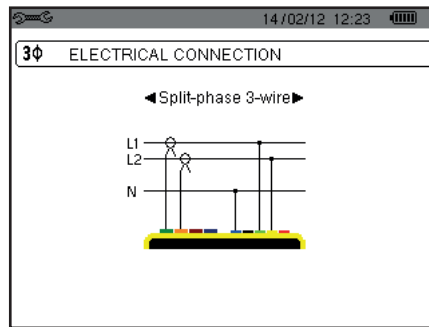 14/02/12 12:23
3Φ ELECTRICAL CONNECTION
◄Split-phase 3-wire►
L1
L2
N